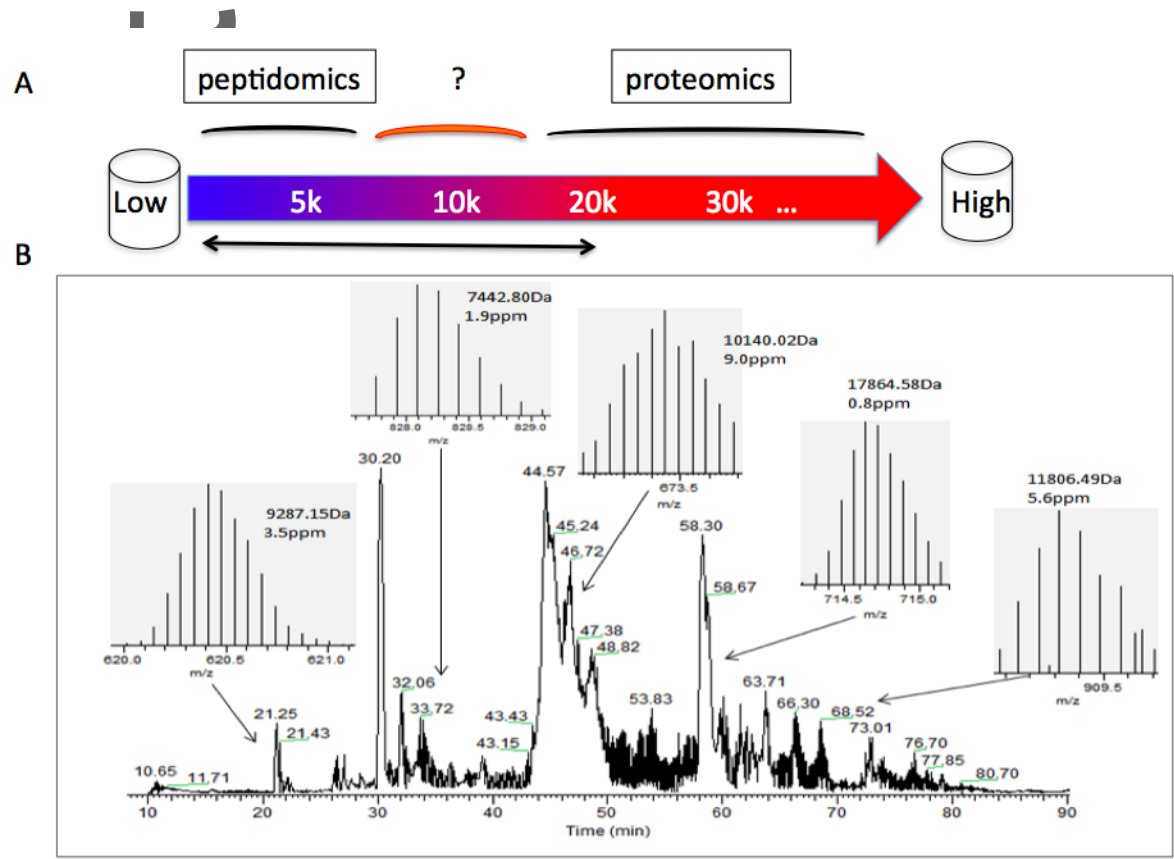 A
peptidomics ? proteomics
Low 5k 10k 20k 30k ... High
B
7442.80Da
1.9ppm
828.0 828.5 829.0
m/z
10140.02Da
9.0ppm
673.5
m/z
17864.58Da
0.8ppm
714.5 715.0
m/z
11806.49Da
5.6ppm
909.5
m/z
9287.15Da
3.5ppm
620.0 620.5 621.0
m/z
30.20
44.57
45.24
46.72
47.38
48.82
58.30
58.67
32.06
33.72
21.25
21.43
43.43
43.15
53.83
63.71
66.30
68.52
73.01
76.70
77.85
80.70
10.65
11.71
10 20 30 40 50 60 70 80 90
Time (min)